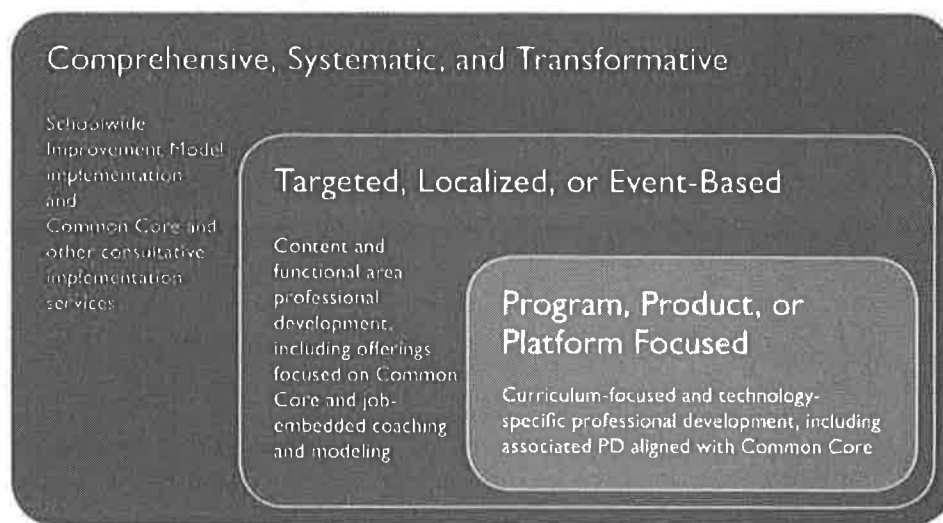 Comprehensive, Systematic, and Transformative
Schoolwide
Improvement Model
implementation
and
Common Core and
other consultative
implementation
services
Targeted, Localized, or Event-Based
Content and
functional area
professional
development,
including offerings
focused on Common
Core and job-
embedded coaching
and modeling
Program, Product, or
Platform Focused
Curriculum-focused and technology-
specific professional development, including
associated PD aligned with Common Core